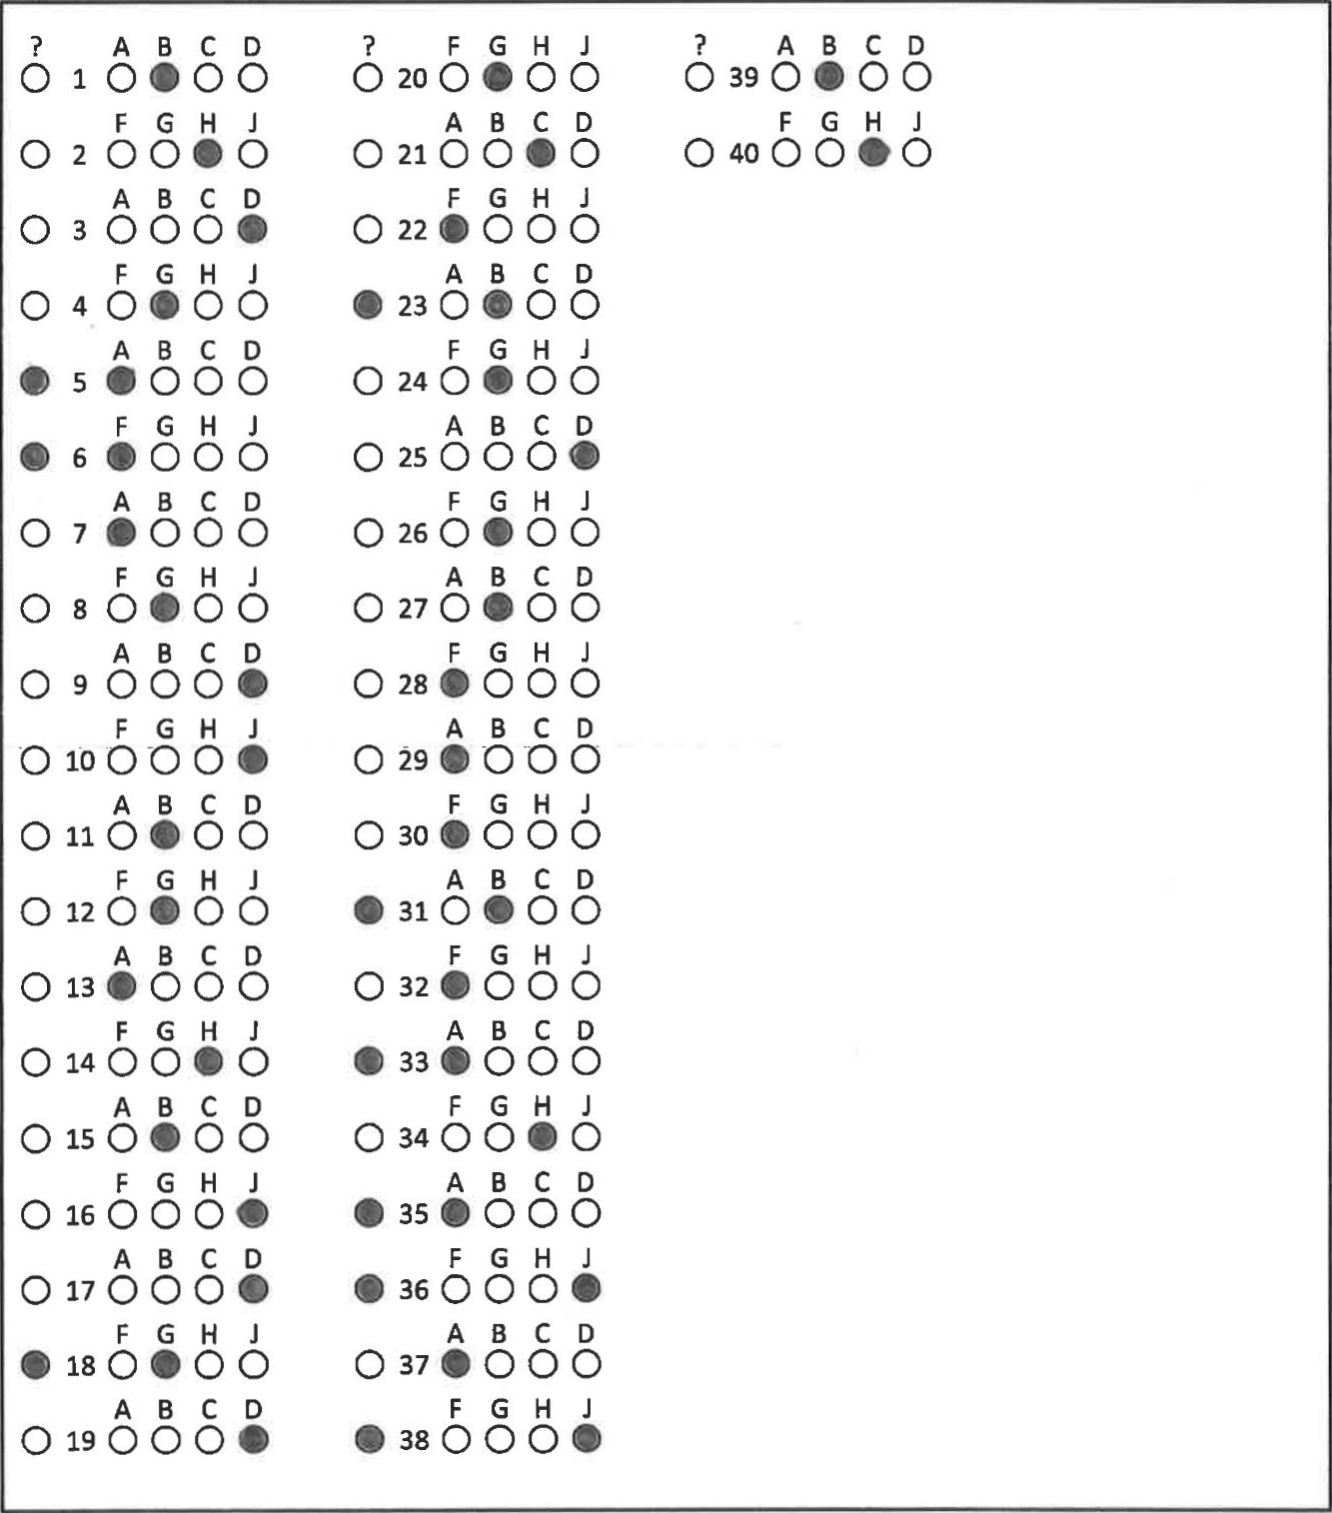 ? A B C D
1
F G H J
2
A B C D
3
F G H J
4
A B C D
5
F G H J
6
A B C D
7
F G H J
8
A B C D
9
F G H J
10
A B C D
11
F G H J
12
A B C D
13
F G H J
14
A B C D
15
F G H J
16
A B C D
17
F G H J
18
A B C D
19
? F G H J
20
A B C D
21
F G H J
22
A B C D
23
F G H J
24
A B C D
25
F G H J
26
A B C D
27
F G H J
28
A B C D
29
F G H J
30
A B C D
31
F G H J
32
A B C D
33
F G H J
34
A B C D
35
F G H J
36
A B C D
37
F G H J
38
? A B C D
39
F G H J
40